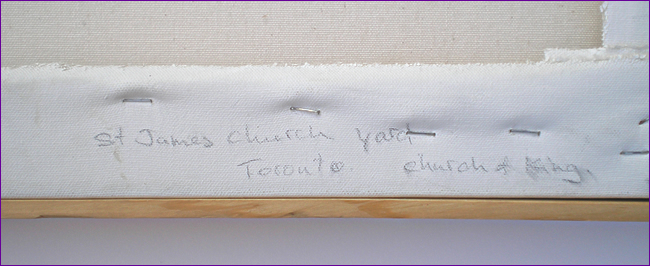 St James church yard
Toronto. church & King.